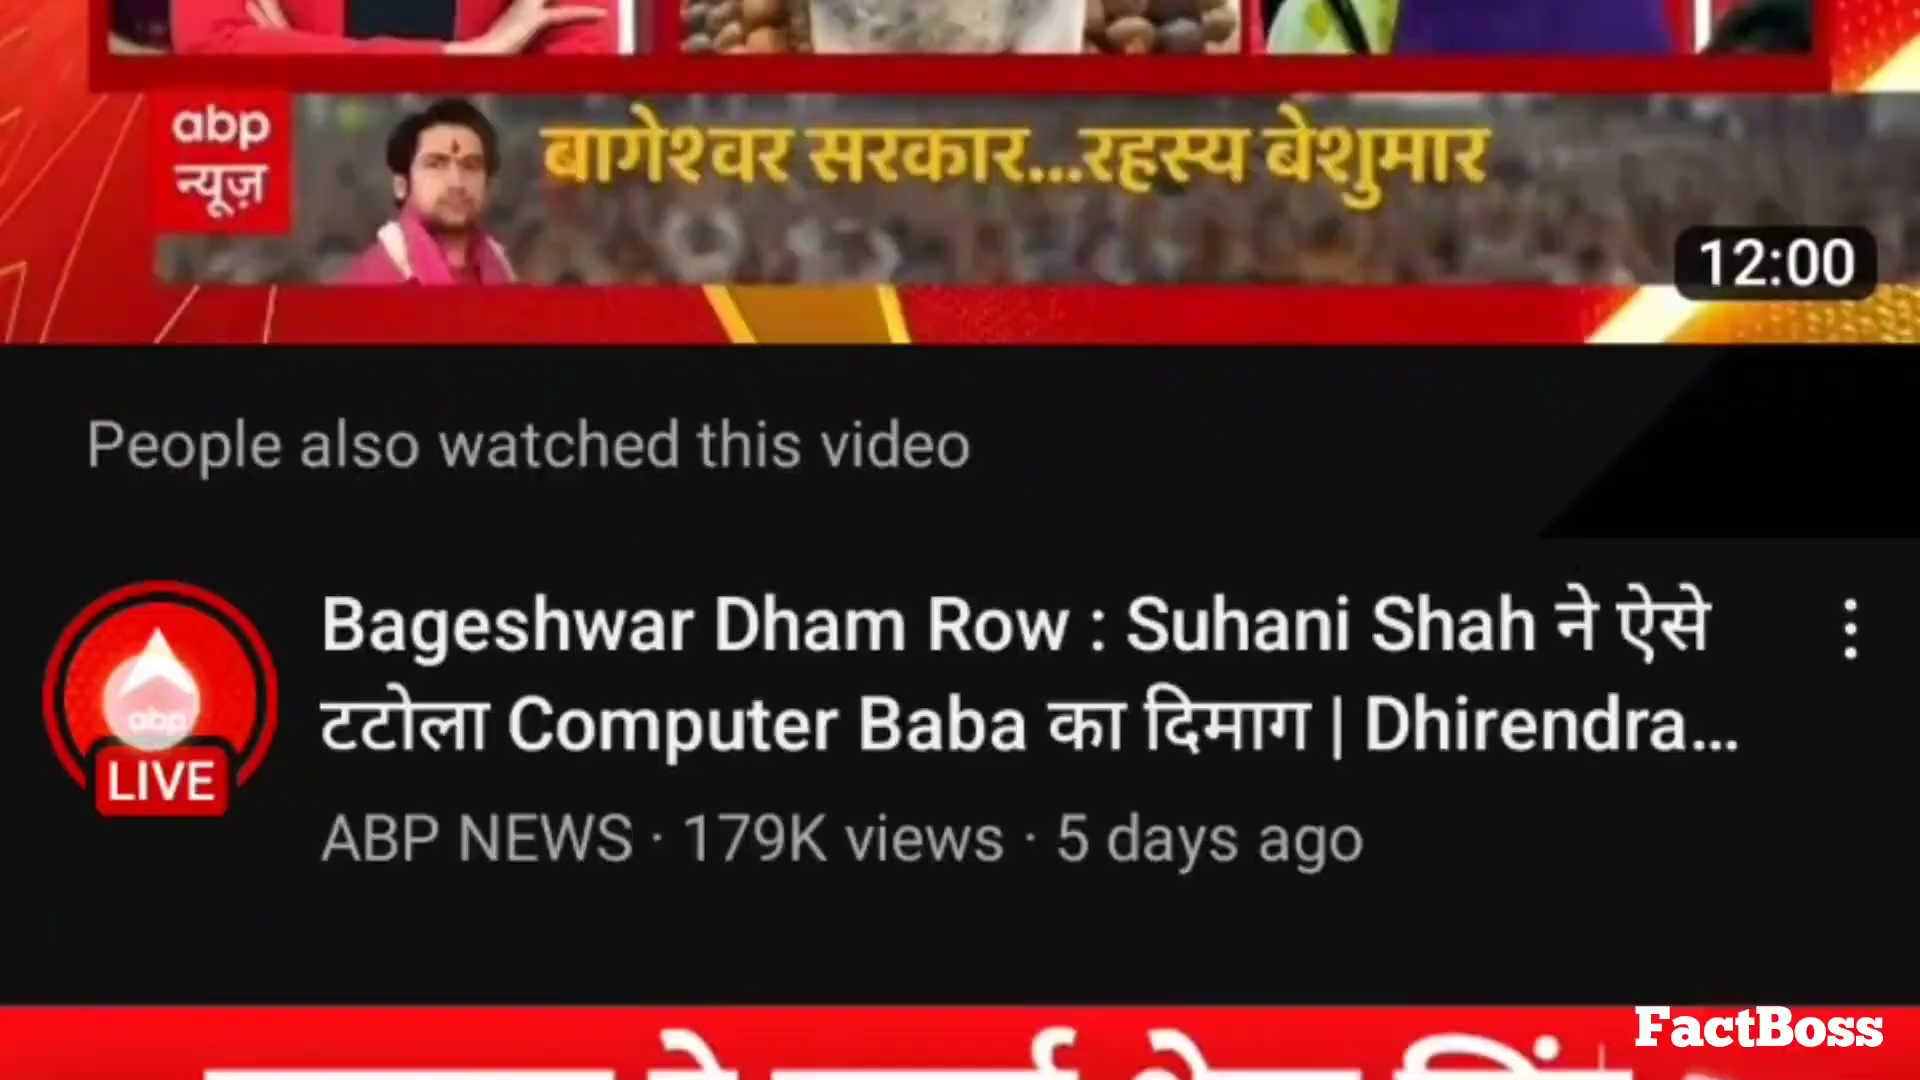 abp
न्यूज़
बागेश्वर सरकार...रहस्य बेशुमार
12:00
People also watched this video
Bageshwar Dham Row : Suhani Shah ने ऐसे
टटोला Computer Baba का दिमाग | Dhirendra...
abp
LIVE
ABP NEWS · 179K views · 5 days ago
FactBoss